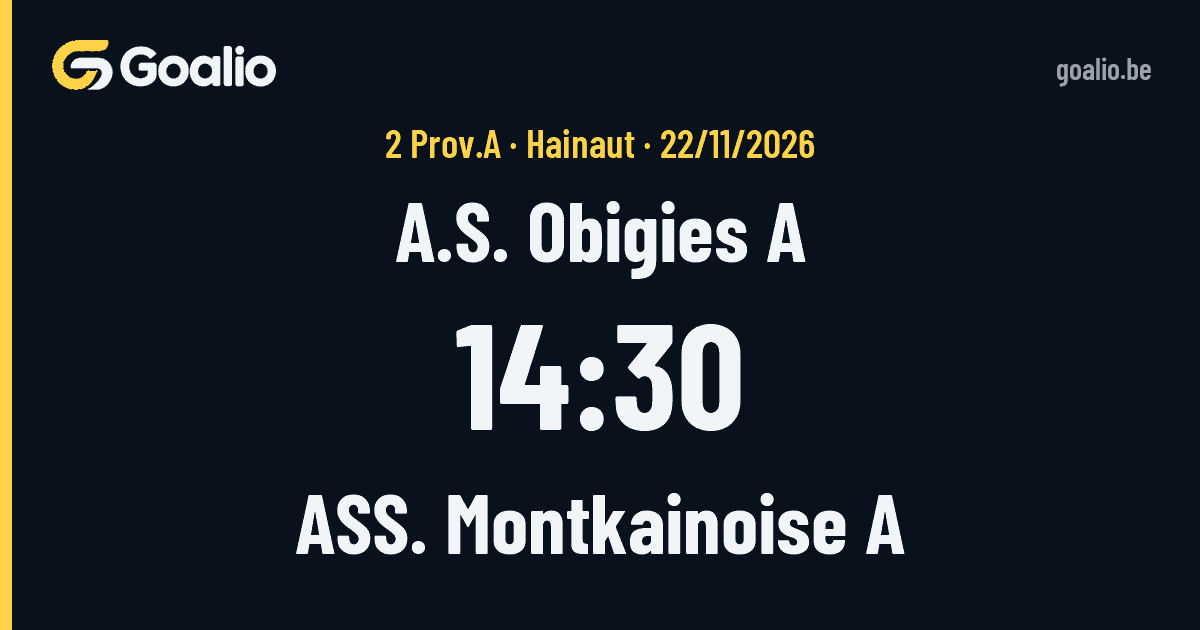 Goalio
goalio.be
2 Prov.A · Hainaut · 22/11/2026
A.S. Obigies A
14:30
ASS. Montkainoise A